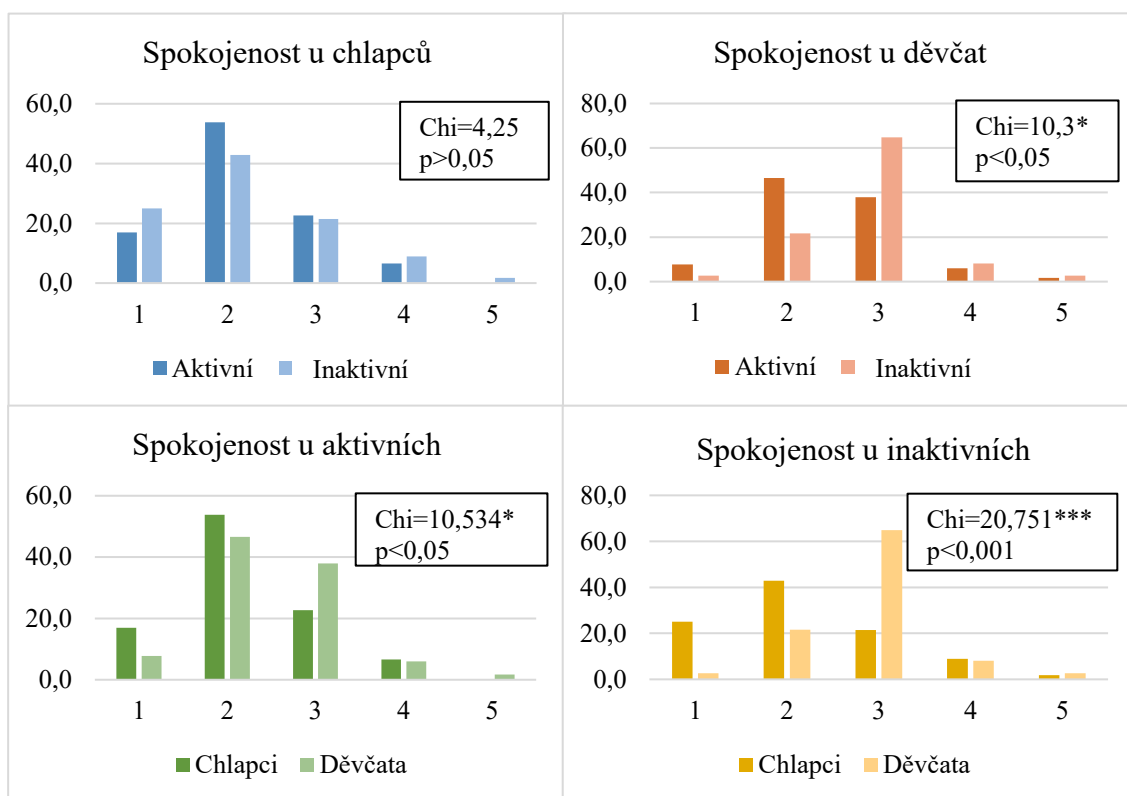 Spokojenost u chlapců
Chi=4,25
p>0,05
60,0
40,0
20,0
0,0
1 2 3 4 5
Aktivní Inaktivní
Spokojenost u děvčat
Chi=10,3*
p<0,05
80,0
60,0
40,0
20,0
0,0
1 2 3 4 5
Aktivní Inaktivní
Spokojenost u aktivních
Chi=10,534*
p<0,05
60,0
40,0
20,0
0,0
1 2 3 4 5
Chlapci Děvčata
Spokojenost u inaktivních
Chi=20,751***
p<0,001
80,0
60,0
40,0
20,0
0,0
1 2 3 4 5
Chlapci Děvčata